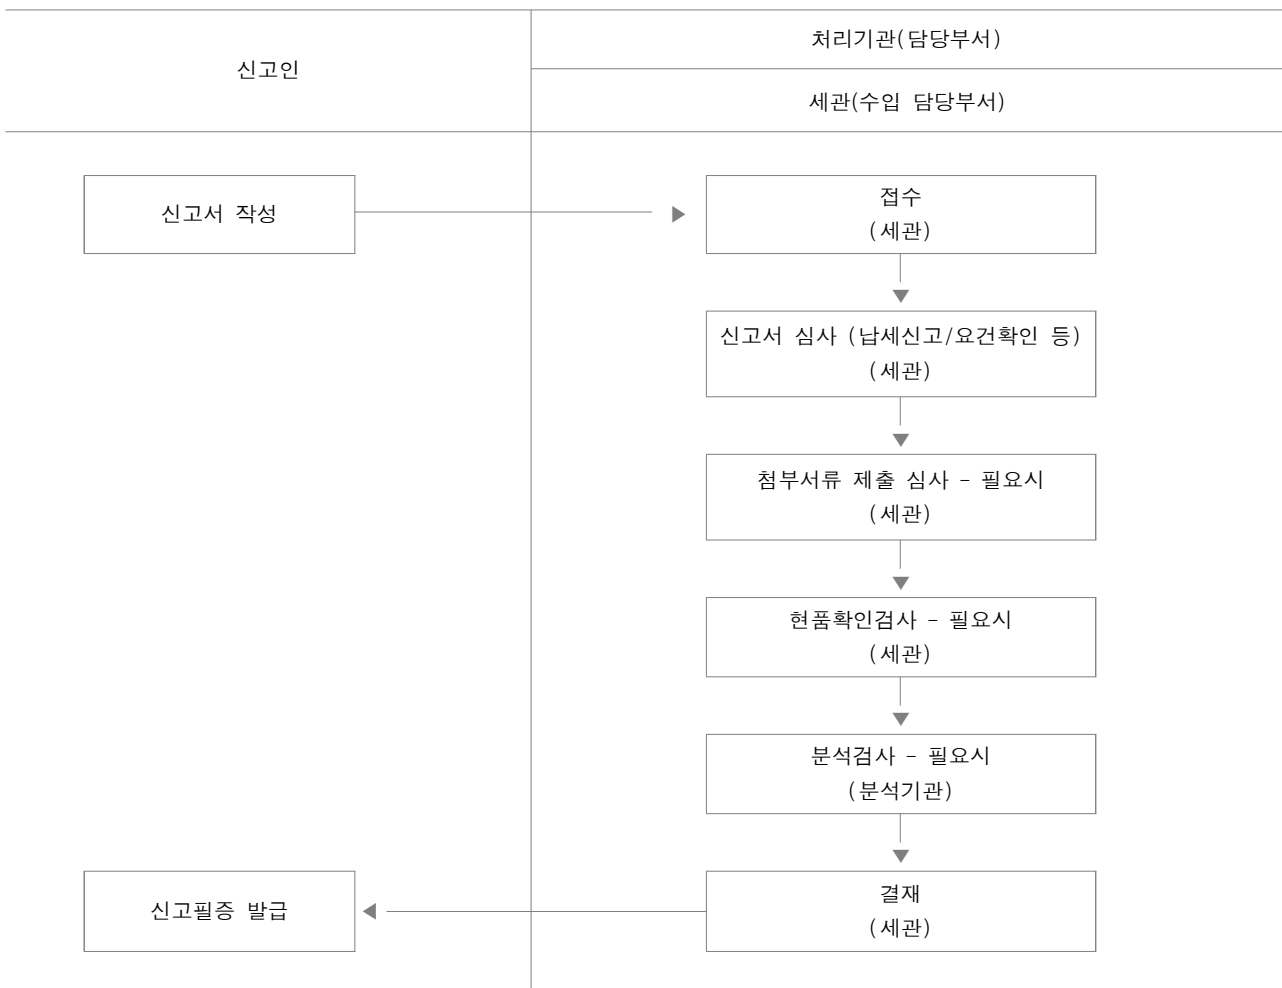 신고인
처리기관(담당부서)
세관(수입 담당부서)
신고서 작성
접수
(세관)
신고서 심사 (납세신고/요건확인 등)
(세관)
첨부서류 제출 심사 - 필요시
(세관)
현품확인검사 - 필요시
(세관)
분석검사 - 필요시
(분석기관)
결재
(세관)
신고필증 발급